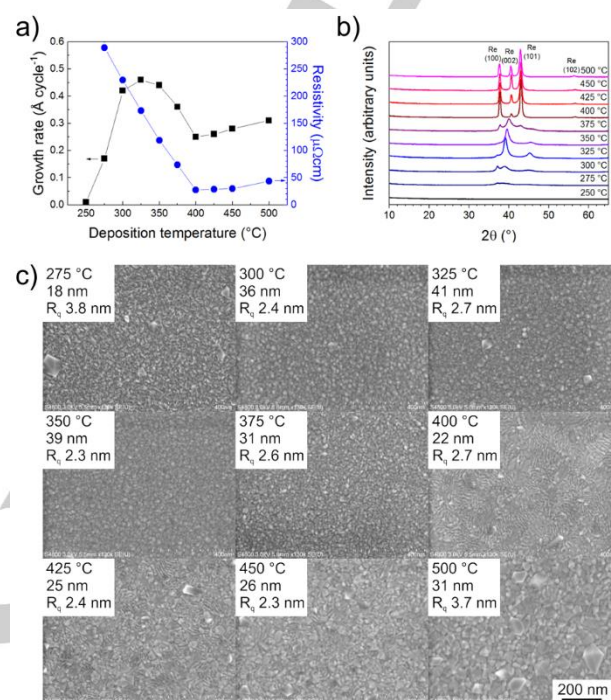 a)
Growth rate (Å cycle-1)
0.6
0.5
0.4
0.3
0.2
0.1
0.0
250 300 350 400 450 500
Deposition temperature (°C)
300
250
200
150
100
50
0
Resistivity (μΩcm)
b)
Intensity (arbitrary units)
Re
(100)
Re
(002)
Re
(101)
Re
(102)
500 °C
450 °C
425 °C
400 °C
375 °C
350 °C
325 °C
300 °C
275 °C
250 °C
10 20 30 40 50 60
2θ (°)
c)
275 °C
18 nm
Rq 3.8 nm
300 °C
36 nm
Rq 2.4 nm
325 °C
41 nm
Rq 2.7 nm
350 °C
39 nm
Rq 2.3 nm
375 °C
31 nm
Rq 2.6 nm
400 °C
22 nm
Rq 2.7 nm
425 °C
25 nm
Rq 2.4 nm
450 °C
26 nm
Rq 2.3 nm
500 °C
31 nm
Rq 3.7 nm
200 nm